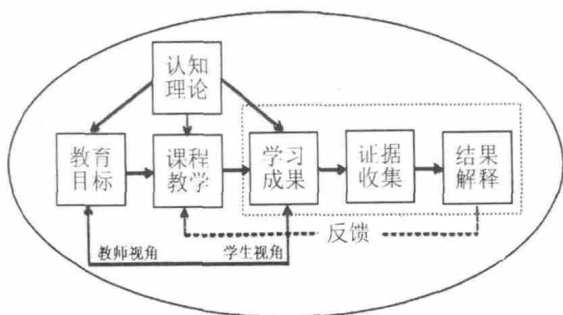 认知
理论
教育
目标
课程
教学
学习
成果
证据
收集
结果
解释
反馈
教师视角
学生视角